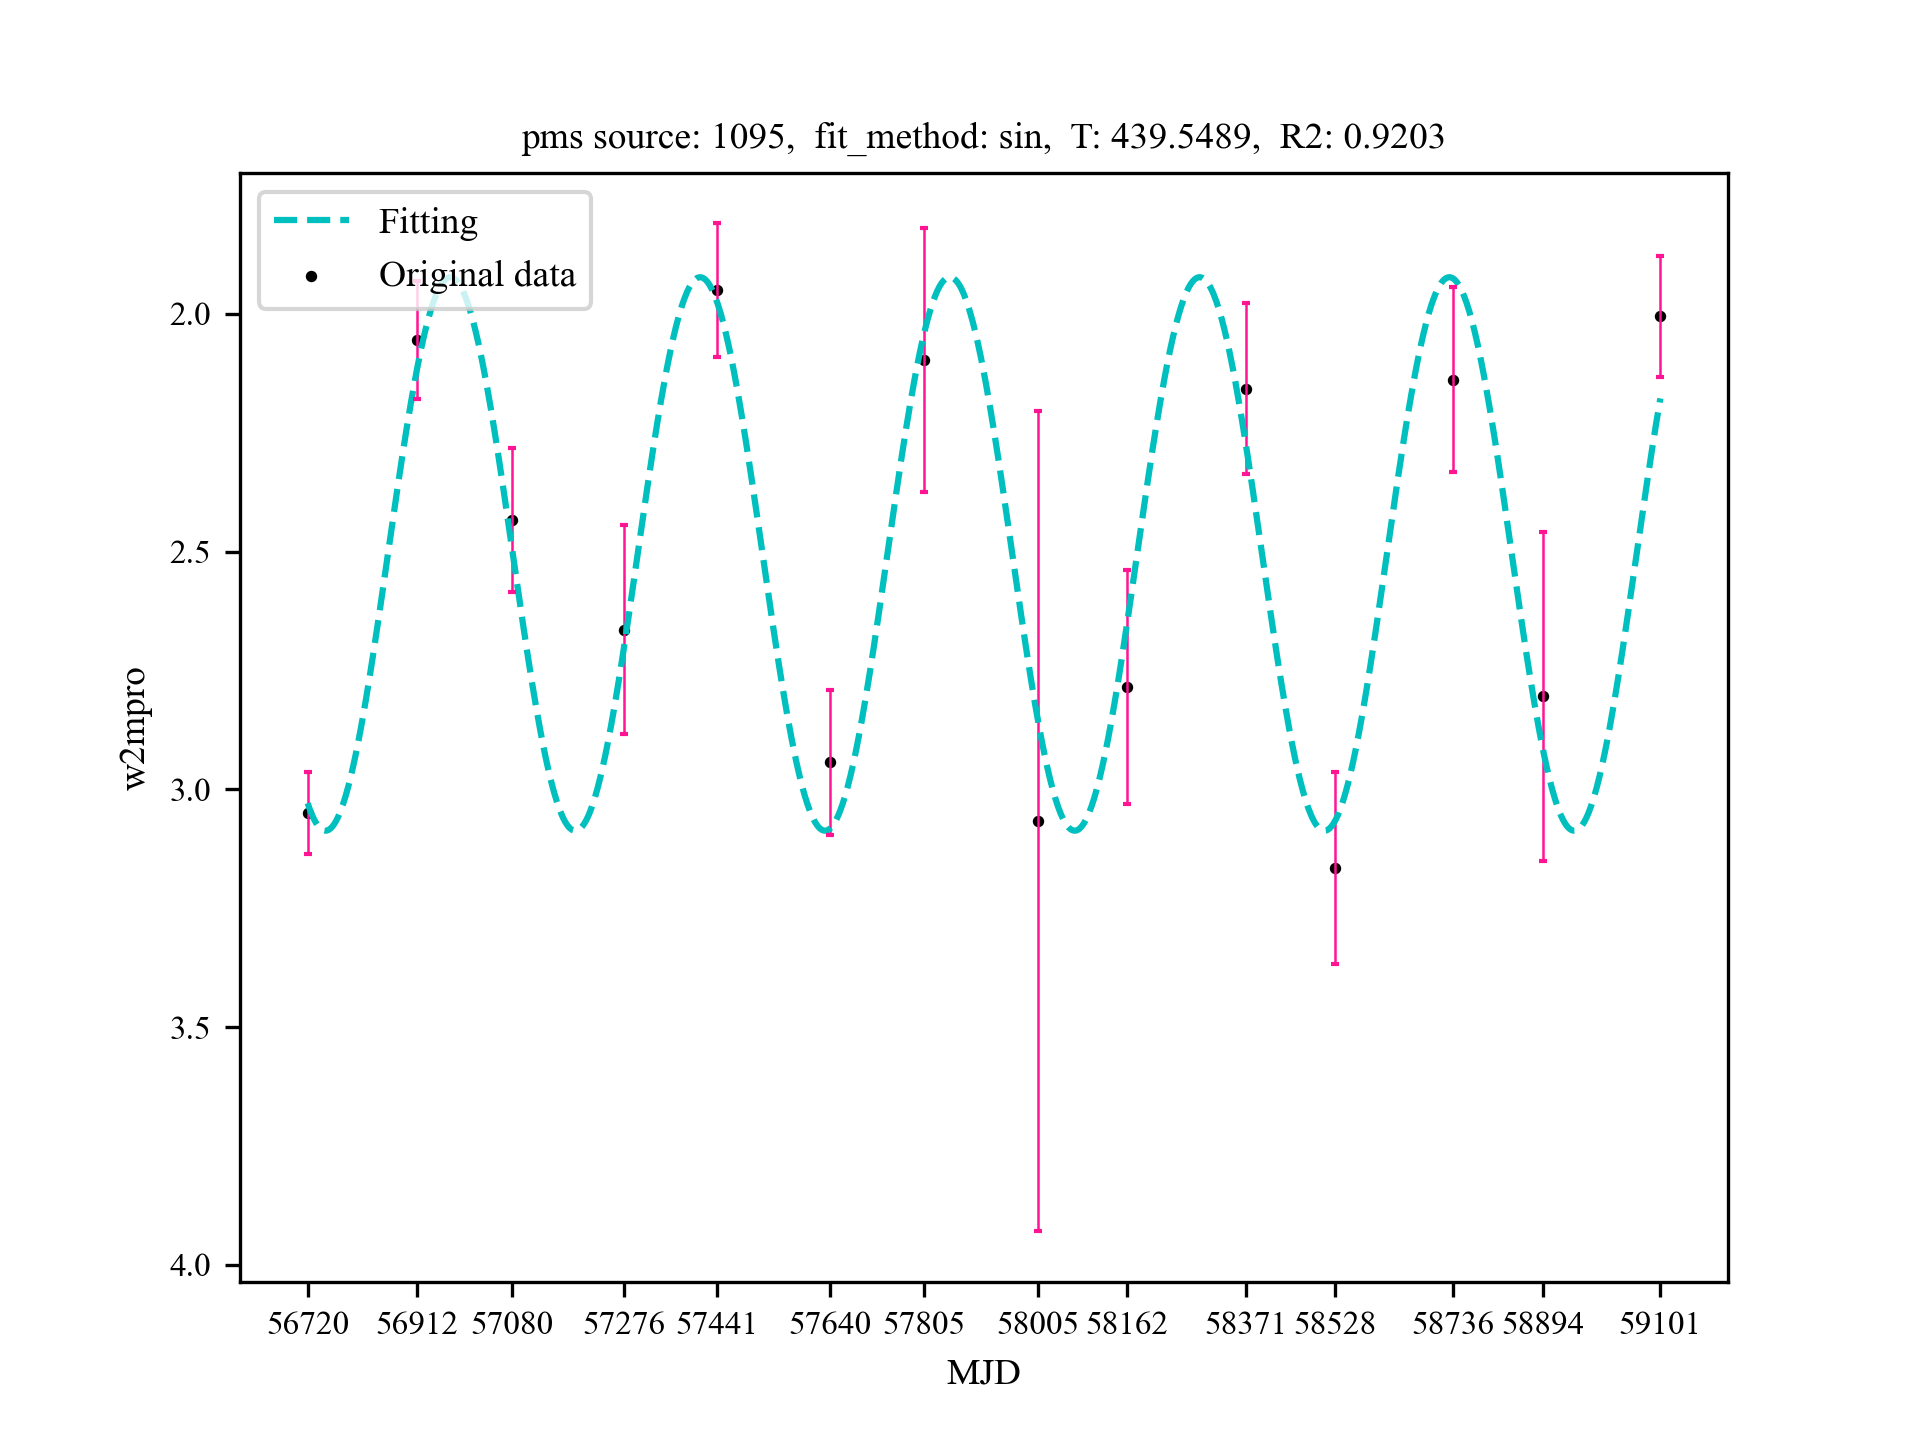 pms source: 1095,  fit_method: sin,  T: 439.5489,  R2: 0.9203
Fitting
Original data
2.0
2.5
3.0
3.5
4.0
w2mpro
56720 56912 57080 57276 57441 57640 57805 58005 58162 58371 58528 58736 58894 59101
MJD